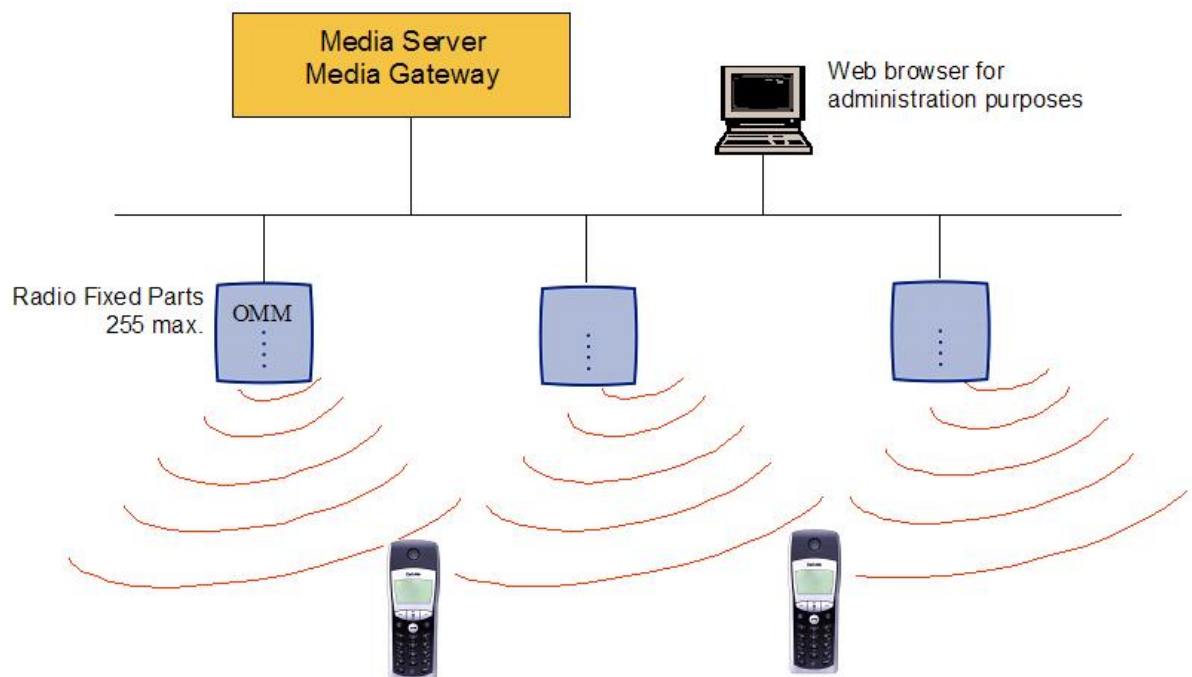 Media Server
Media Gateway
Web browser for
administration purposes
Radio Fixed Parts
255 max.
OMM